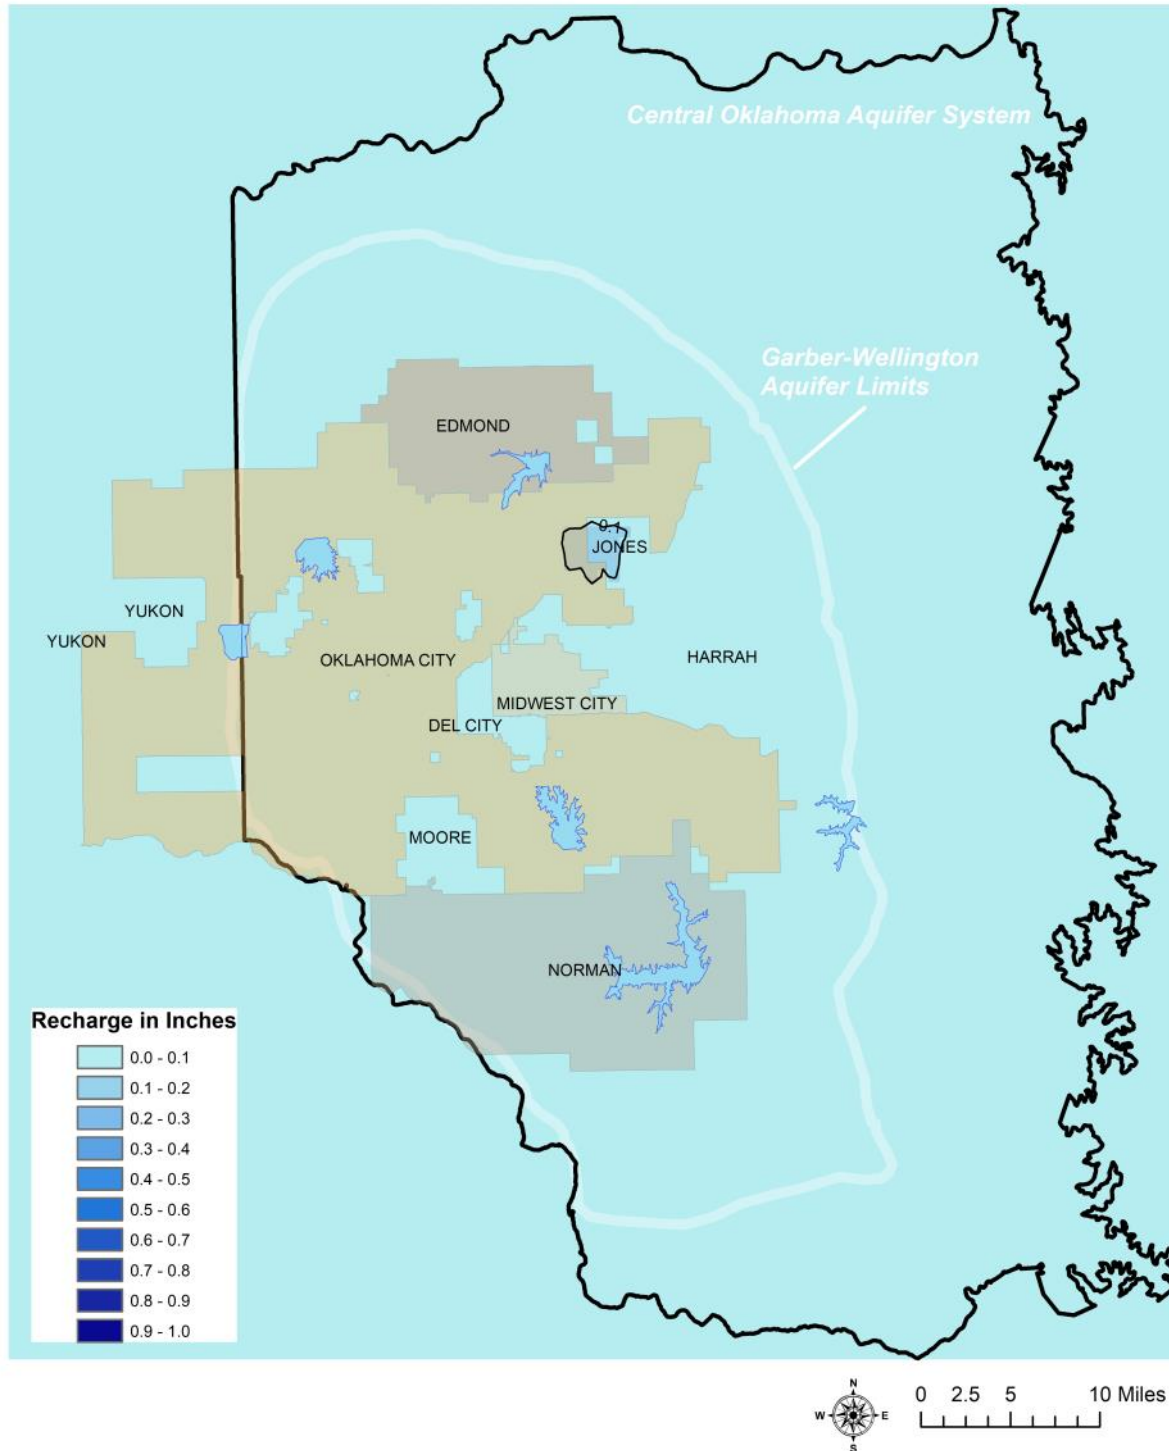 Central Oklahoma Aquifer System
Garber-Wellington
Aquifer Limits
EDMOND
0.1
JONES
YUKON
YUKON
OKLAHOMA CITY
HARRAH
MIDWEST CITY
DEL CITY
MOORE
NORMAN
Recharge in Inches
0.0 - 0.1
0.1 - 0.2
0.2 - 0.3
0.3 - 0.4
0.4 - 0.5
0.5 - 0.6
0.6 - 0.7
0.7 - 0.8
0.8 - 0.9
0.9 - 1.0
N
W E
S
0 2.5 5 10 Miles